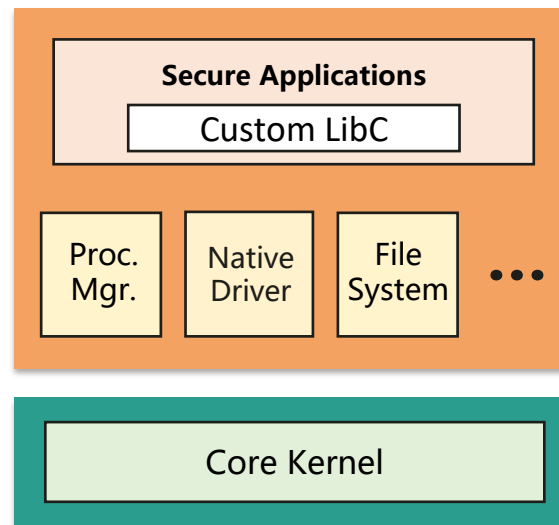 Secure Applications
Custom LibC
Proc.
Mgr.
Native
Driver
File
System
...
Core Kernel